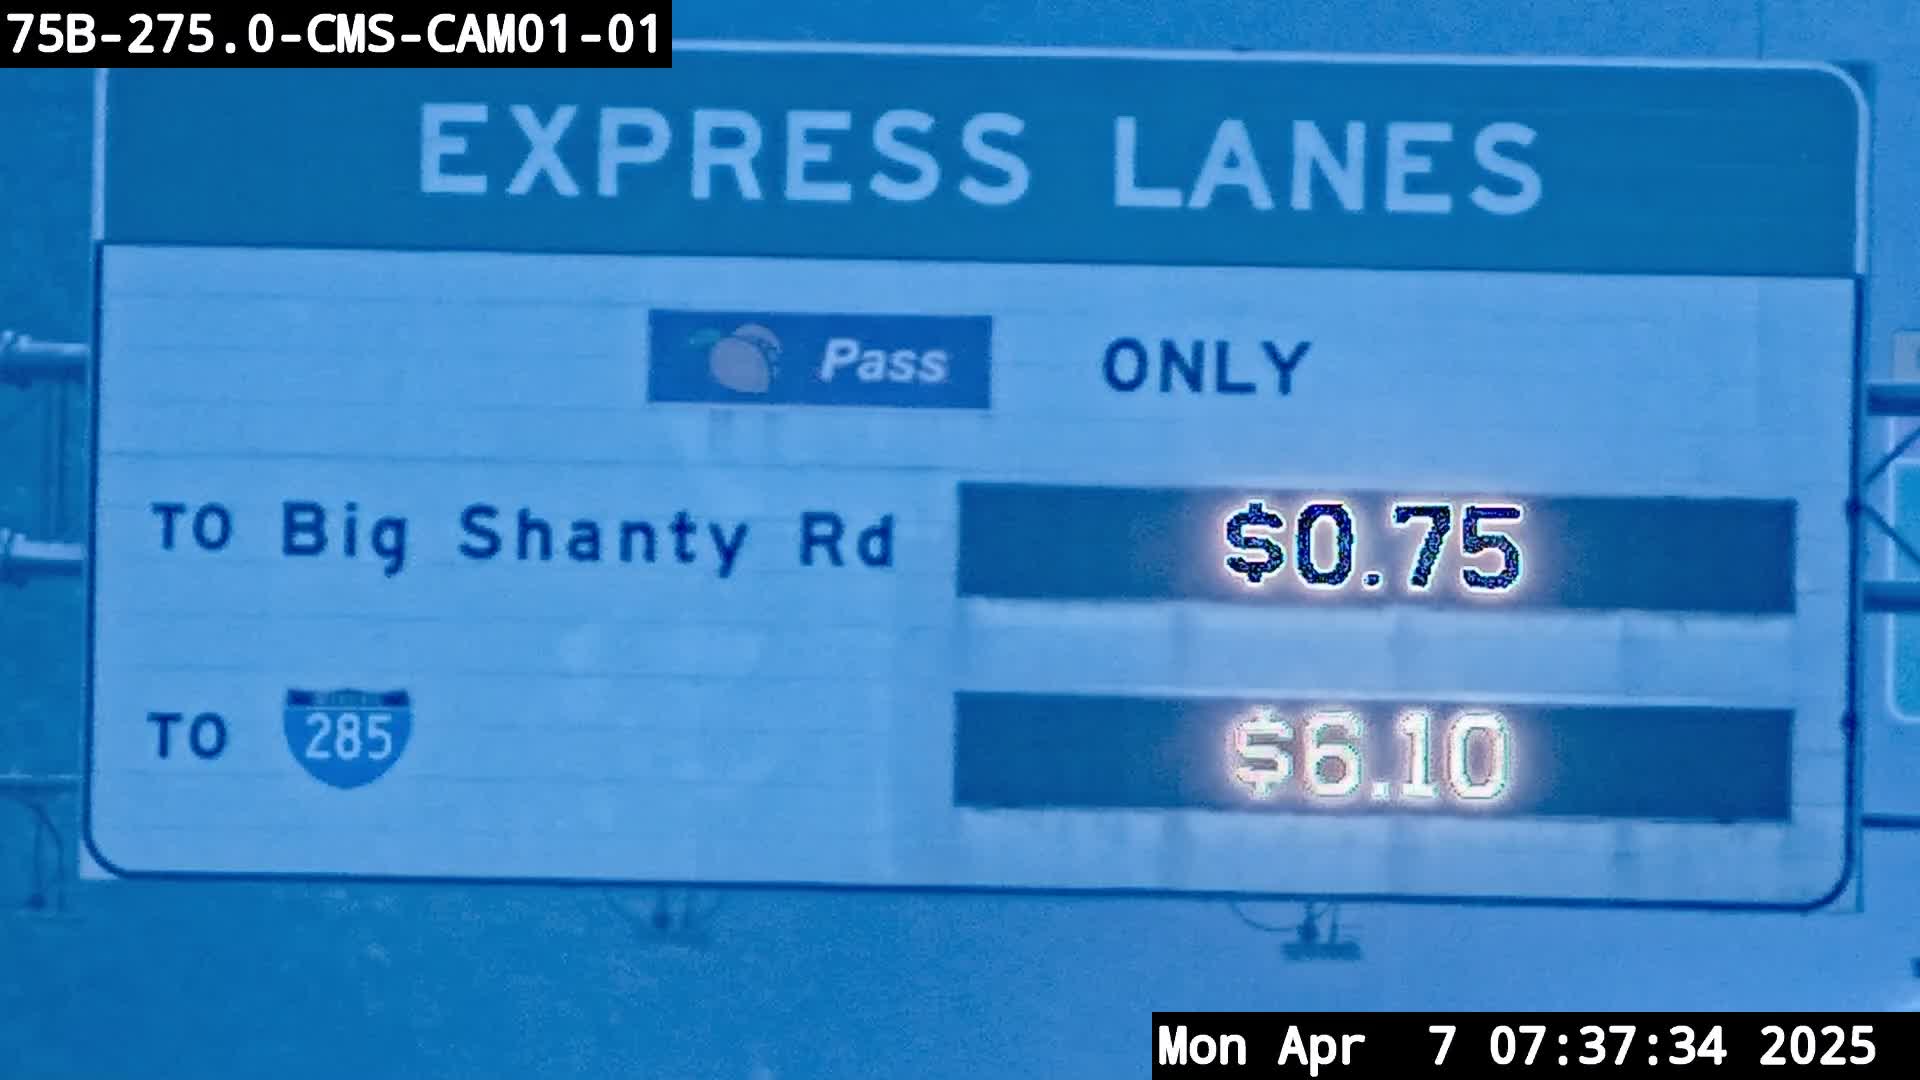 75B-275.0-CMS-CAM01-01
EXPRESS LANES
Pass ONLY
TO Big Shanty Rd $0.75
TO 285 $6.10
Mon Apr 7 07:37:34 2025